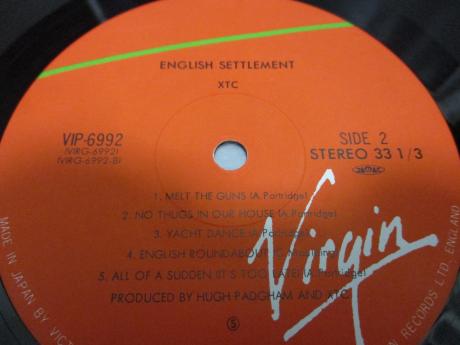 ENGLISH SETTLEMENT
XTC
VIP-6992
(VIRG-6992)
(VIRG-6992-B)
SIDE 2
STEREO 33 1/3
1. MELT THE GUNS (A. Partridge)
2. NO THUGS IN OUR HOUSE (A. Partridge)
3. YACHT DANCE (A. Partridge)
4. ENGLISH ROUNDABOUT (C. Moulding)
5. ALL OF A SUDDEN (IT'S TOO LATE) (A. Partridge)
PRODUCED BY HUGH PADGHAM AND XTC
Virgin
S
MADE IN JAPAN BY
RECORDS LTD. ENGLAND